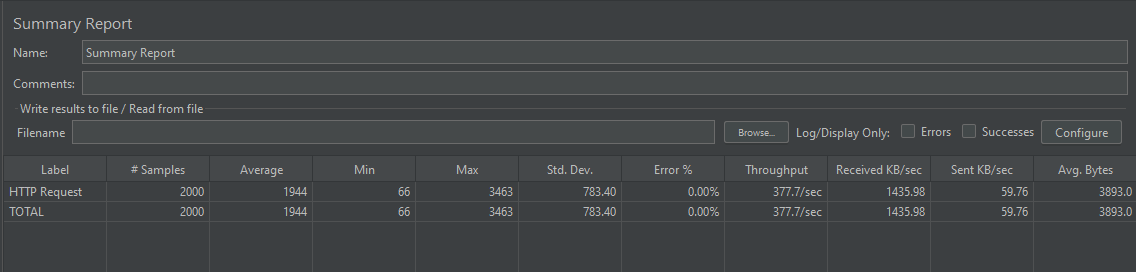 Summary Report
Name: Summary Report
Comments:
Write results to file / Read from file
Filename Browse... Log/Display Only: Errors Successes Configure
Label # Samples Average Min Max Std. Dev. Error % Throughput Received KB/sec Sent KB/sec Avg. Bytes
HTTP Request 2000 1944 66 3463 783.40 0.00% 377.7/sec 1435.98 59.76 3893.0
TOTAL 2000 1944 66 3463 783.40 0.00% 377.7/sec 1435.98 59.76 3893.0